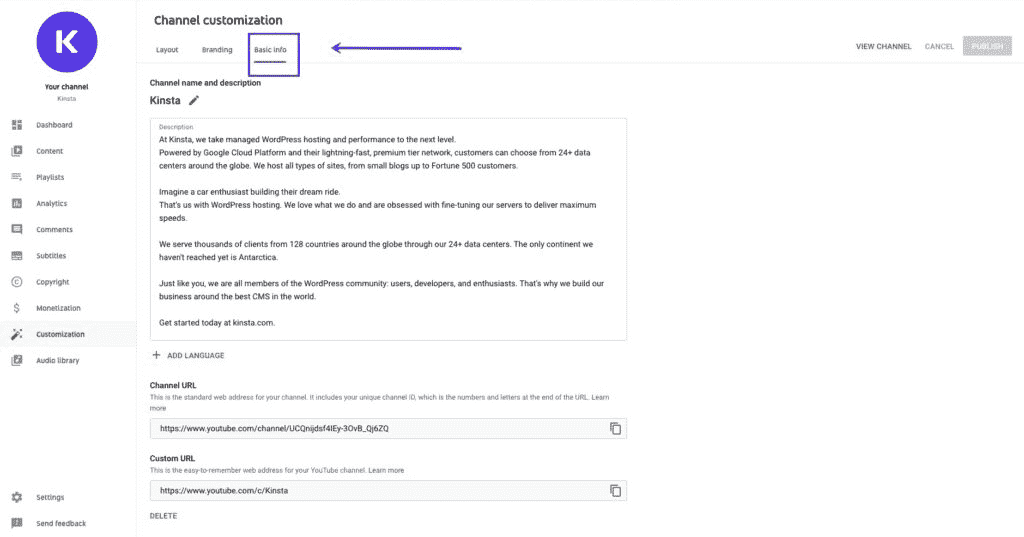 K
Your channel
Kinsta
Dashboard
Content
Playlists
Analytics
Comments
Subtitles
Copyright
Monetization
Customization
Audio library
Settings
Send feedback
Channel customization
Layout
Branding
Basic info
VIEW CHANNEL
CANCEL
PUBLISH
Channel name and description
Kinsta
Description
At Kinsta, we take managed WordPress hosting and performance to the next level.
Powered by Google Cloud Platform and their lightning-fast, premium tier network, customers can choose from 24+ data
centers around the globe. We host all types of sites, from small blogs up to Fortune 500 customers.
Imagine a car enthusiast building their dream ride.
That's us with WordPress hosting. We love what we do and are obsessed with fine-tuning our servers to deliver maximum
speeds.
We serve thousands of clients from 128 countries around the globe through our 24+ data centers. The only continent we
haven't reached yet is Antarctica.
Just like you, we are all members of the WordPress community: users, developers, and enthusiasts. That's why we build our
business around the best CMS in the world.
Get started today at kinsta.com.
ADD LANGUAGE
Channel URL
This is the standard web address for your channel. It includes your unique channel ID, which is the numbers and letters at the end of the URL. Learn
more
https://www.youtube.com/channel/UCQnijdsf4IEy-3OvB_Qj6ZQ
Custom URL
This is the easy-to-remember web address for your YouTube channel. Learn more
https://www.youtube.com/c/Kinsta
DELETE